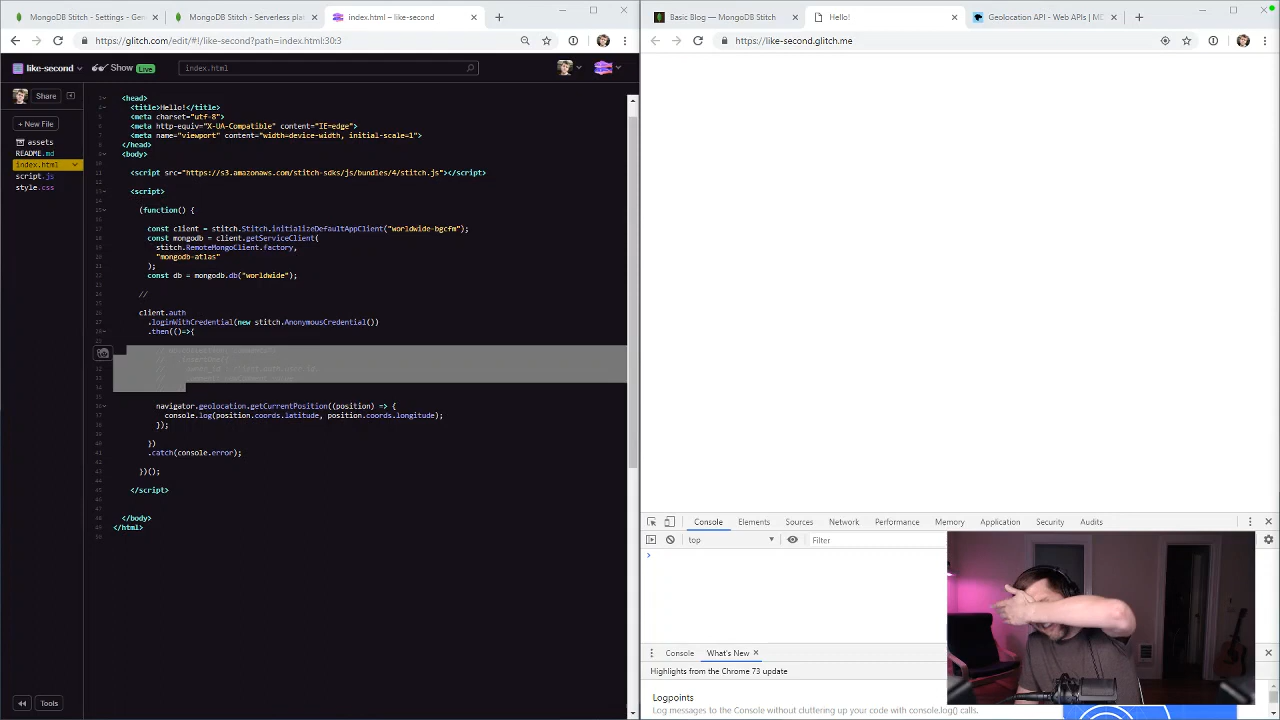 MongoDB Stitch - Settings - Gen
MongoDB Stitch - Serverless pla
index.html – like-second
https://glitch.com/edit/#!/like-second?path=index.html:30:3
like-second
Show
Live
index.html
Share
+ New File
assets
README.md
index.html
script.js
style.css
<head>
<title>Hello!</title>
<meta charset="utf-8">
<meta http-equiv="X-UA-Compatible" content="IE=edge">
<meta name="viewport" content="width=device-width, initial-scale=1">
</head>
<body>
<script src="https://s3.amazonaws.com/stitch-sdks/js/bundles/4/stitch.js"></script>
<script>
(function() {
const client = stitch.Stitch.initializeDefaultAppClient("worldwide-bgcfm");
const mongodb = client.getServiceClient(
stitch.RemoteMongoClient.factory,
"mongodb-atlas"
);
const db = mongodb.db("worldwide");
//
client.auth
.loginWithCredential(new stitch.AnonymousCredential())
.then(()=>{
navigator.geolocation.getCurrentPosition((position) => {
console.log(position.coords.latitude, position.coords.longitude);
});
})
.catch(console.error);
})();
</script>
</body>
</html>
Tools
Basic Blog — MongoDB Stitch
Hello!
Geolocation API - Web APIs | M
https://like-second.glitch.me
Console
Elements
Sources
Network
Performance
Memory
Application
Security
Audits
top
Filter
Console
What's New
Highlights from the Chrome 73 update
Logpoints
Log messages to the Console without cluttering up your code with console.log() calls.